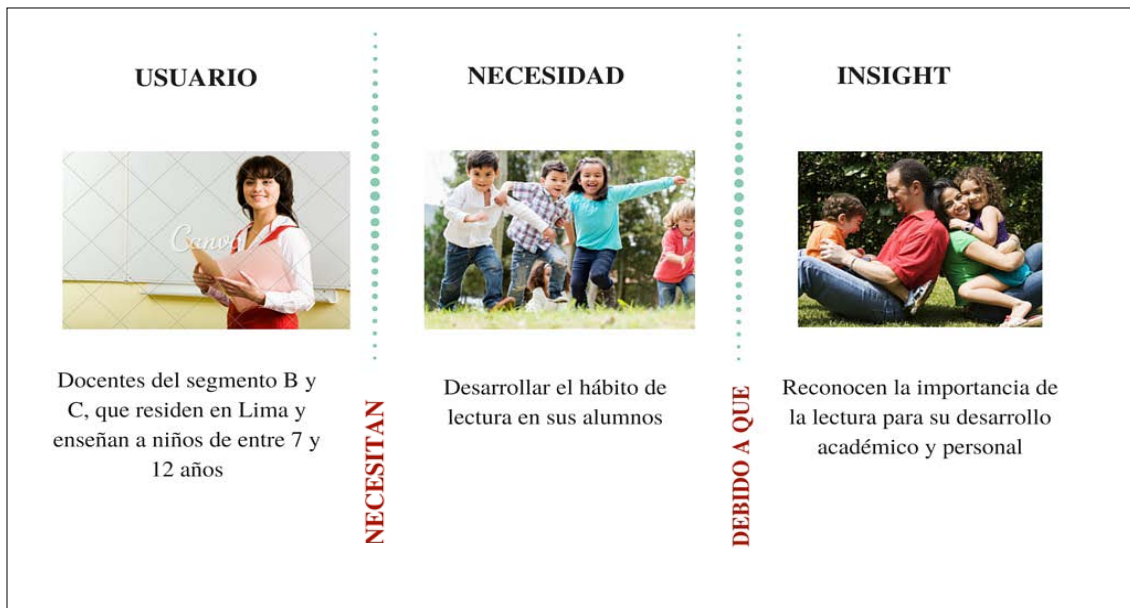 USUARIO
NECESIDAD
INSIGHT
Canva
Docentes del segmento B y
C, que residen en Lima y
enseñan a niños de entre 7 y
12 años
NECESITAN
Desarrollar el hábito de
lectura en sus alumnos
DEBIDO A QUE
Reconocen la importancia de
la lectura para su desarrollo
académico y personal